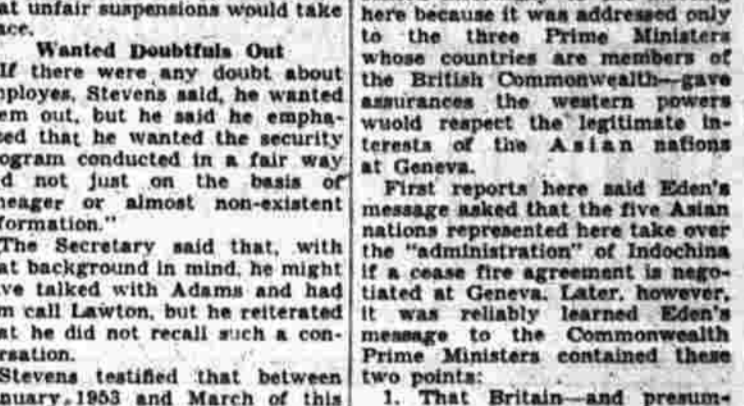 at unfair suspensions would take
ace.
Wanted Doubtfuls Out
If there were any doubt about
ployes, Stevens said, he wanted
em out, but he said he empha-
zed that he wanted the security
ogram conducted in a fair way
d not just on the basis of
neager or almost non-existent
formation."
The Secretary said that, with
at background in mind, he might
ve talked with Adams and had
m call Lawton, but he reiterated
at he did not recall such a con-
rsation.
Stevens testified that between
nuary, 1953 and March of this
here because it was addressed only
to the three Prime Ministers
whose countries are members of
the British Commonwealth—gave
assurances the western powers
wuold respect the legitimate in-
terests of the Asian nations
at Geneva.
First reports here said Eden's
message asked that the five Asian
nations represented here take over
the "administration" of Indochina
if a cease fire agreement is nego-
tiated at Geneva. Later, however,
it was reliably learned Eden's
message to the Commonwealth
Prime Ministers contained these
two points:
1. That Britain—and presum-